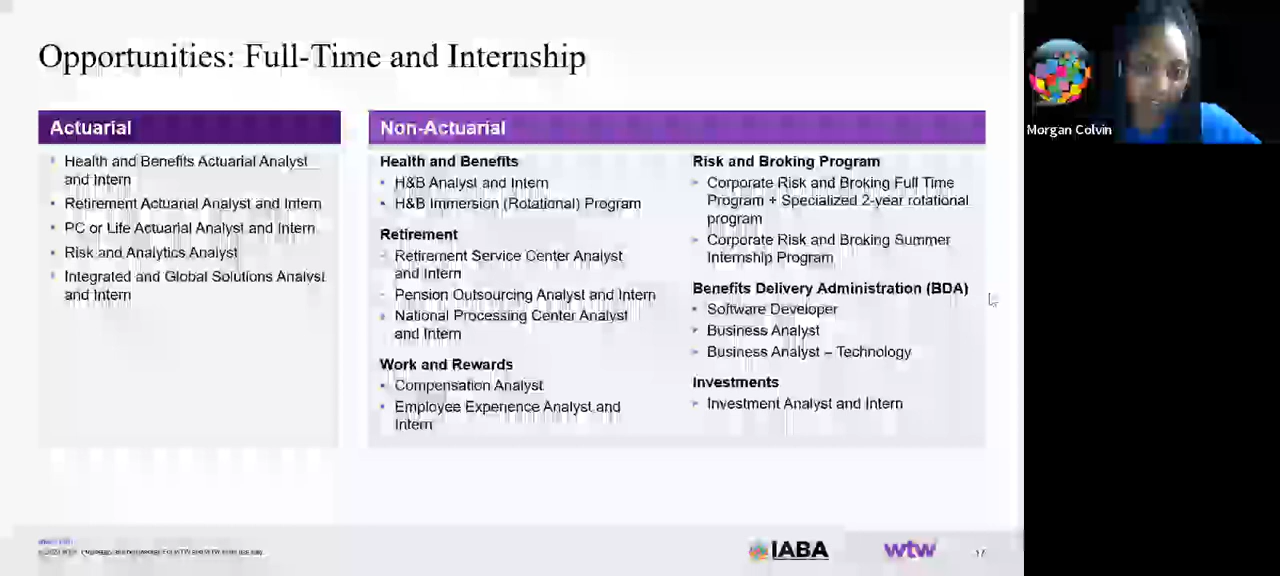 Opportunities: Full-Time and Internship
Actuarial
Health and Benefits Actuarial Analyst
and Intern
Retirement Actuarial Analyst and Intern
PC or Life Actuarial Analyst and Intern
Risk and Analytics Analyst
Integrated and Global Solutions Analyst
and Intern
Non-Actuarial
Health and Benefits
H&B Analyst and Intern
H&B Immersion (Rotational) Program
Retirement
Retirement Service Center Analyst
and Intern
Pension Outsourcing Analyst and Intern
National Processing Center Analyst
and Intern
Work and Rewards
Compensation Analyst
Employee Experience Analyst and
Intern
Risk and Broking Program
Corporate Risk and Broking Full Time
Program + Specialized 2-year rotational
program
Corporate Risk and Broking Summer
Internship Program
Benefits Delivery Administration (BDA)
Software Developer
Business Analyst
Business Analyst – Technology
Investments
Investment Analyst and Intern
Morgan Colvin
IABA
wtw